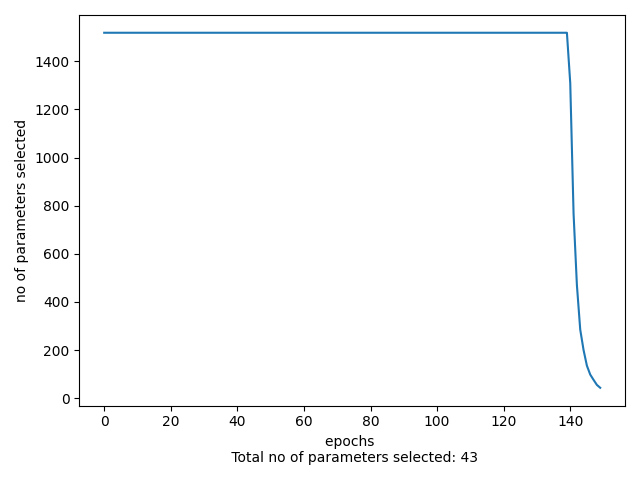 no of parameters selected
1400
1200
1000
800
600
400
200
0
0 20 40 60 80 100 120 140
epochs
Total no of parameters selected: 43